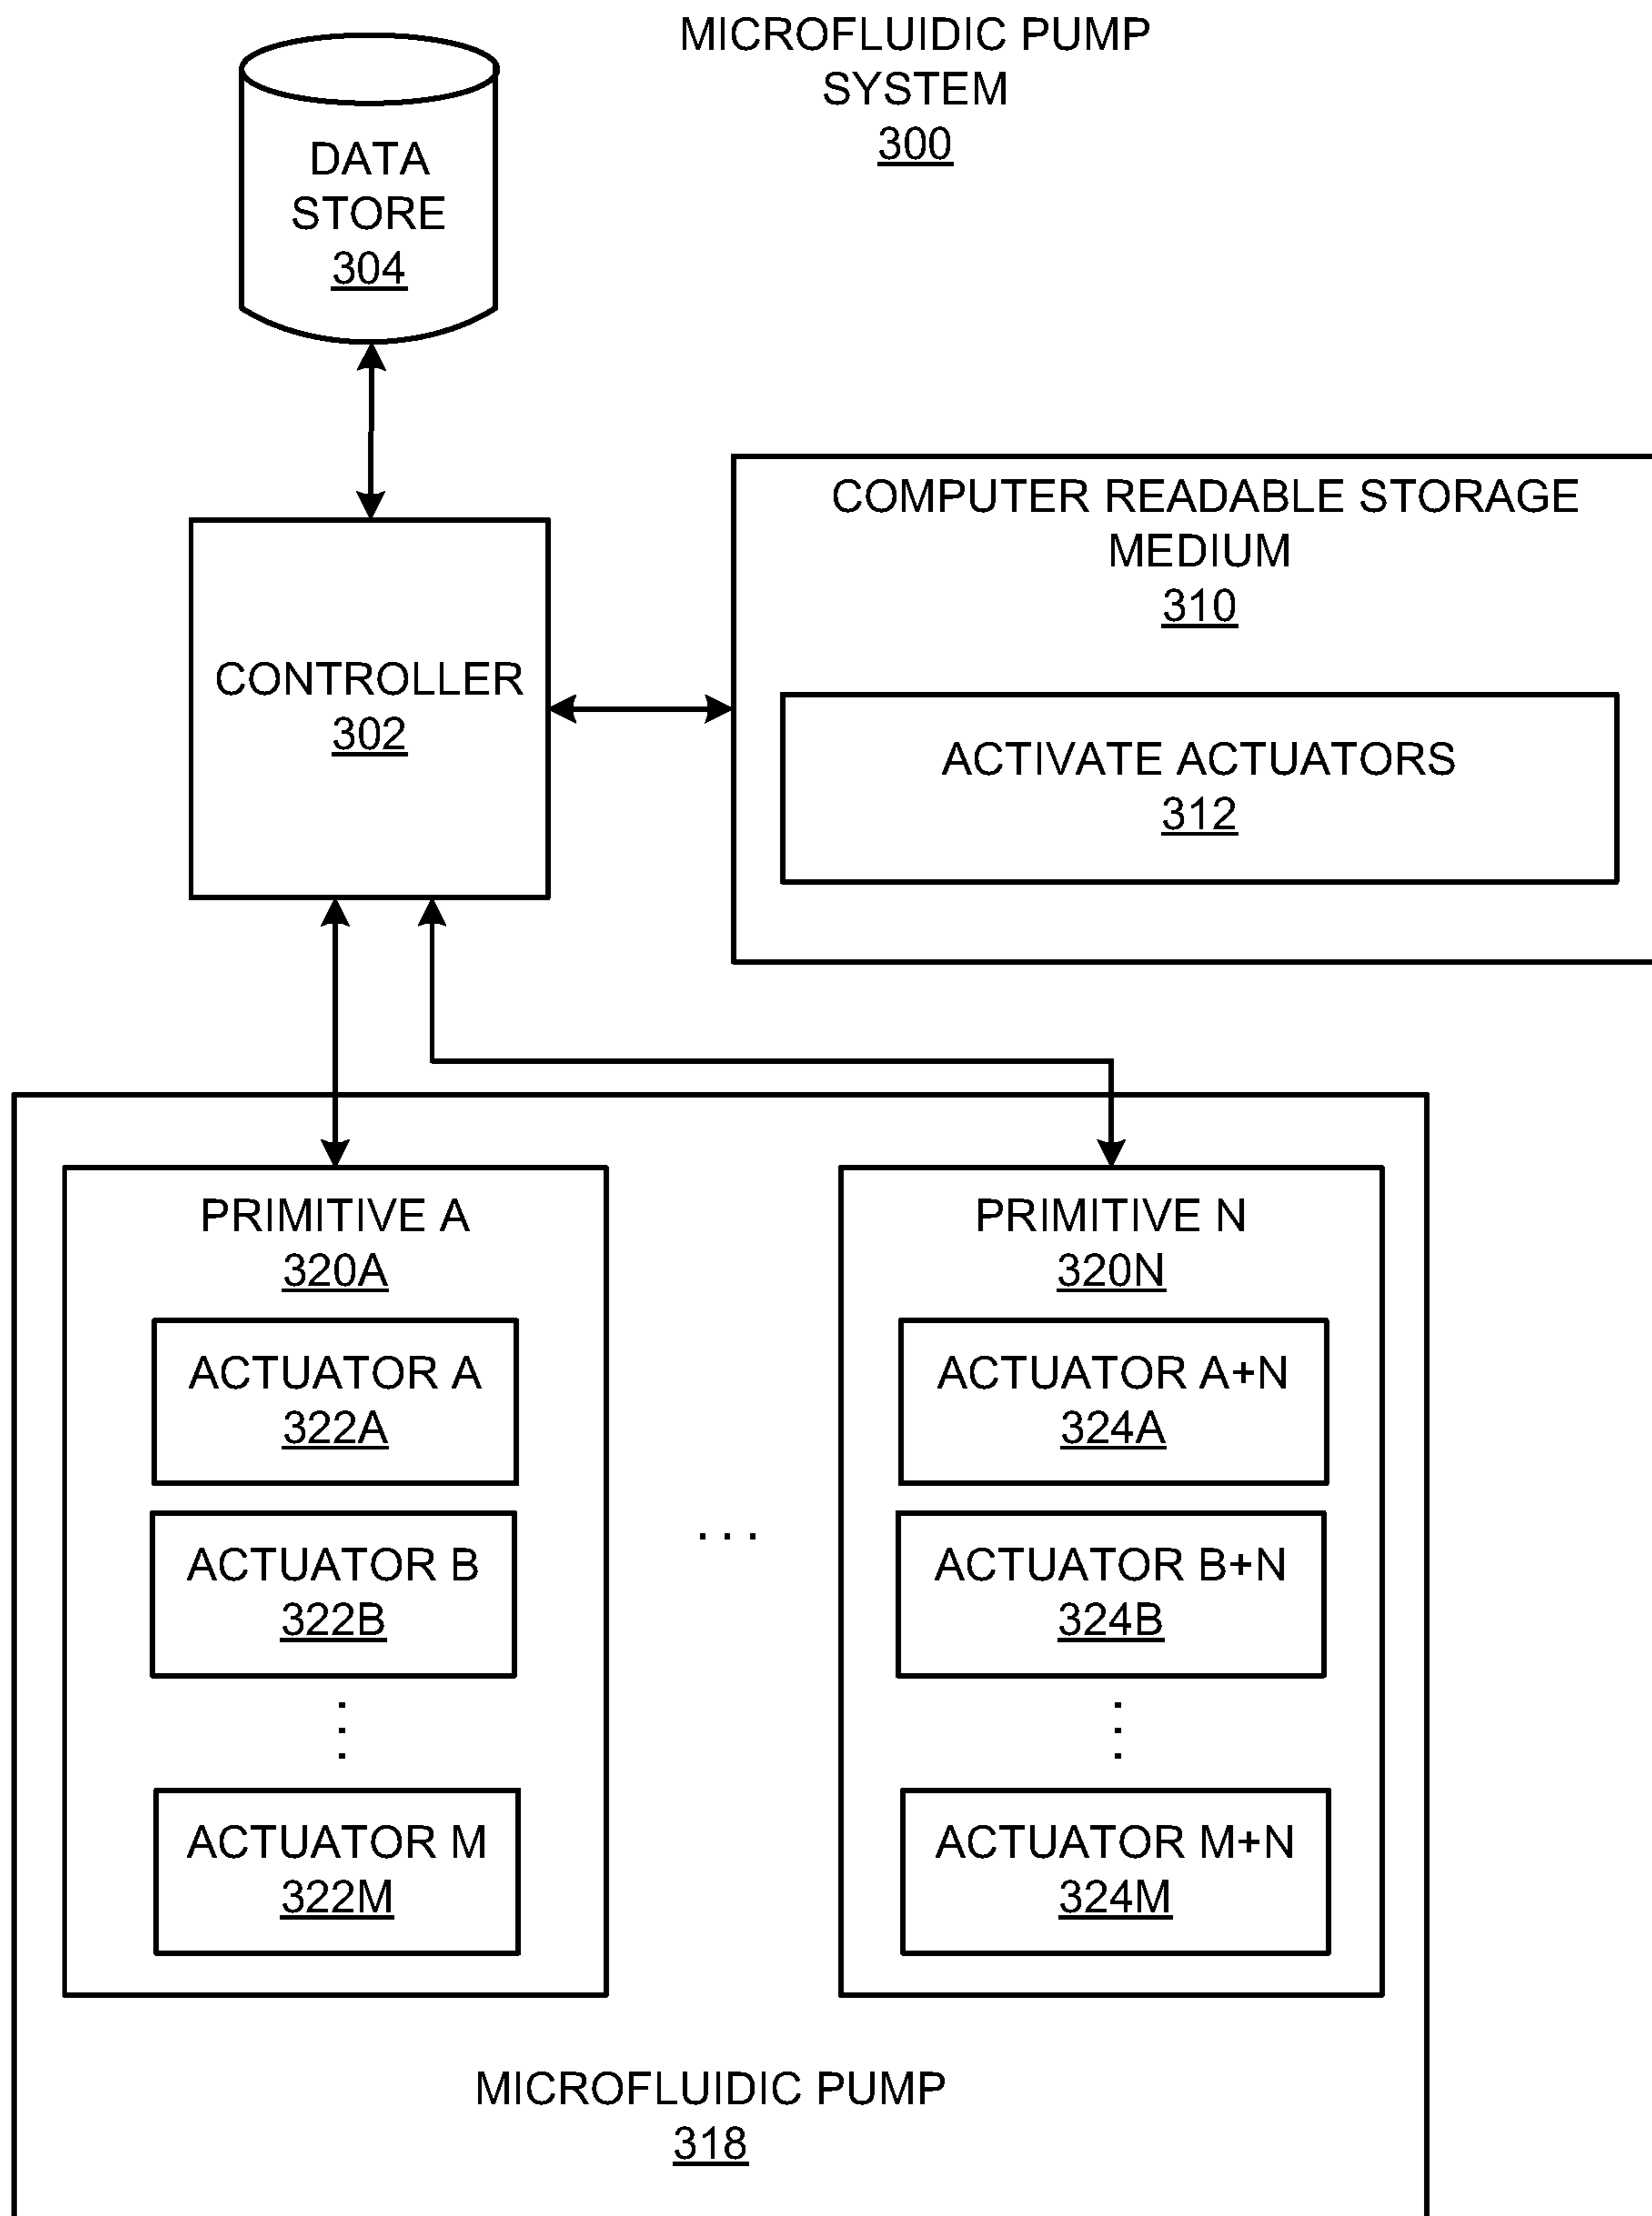 MICROFLUIDIC PUMP
SYSTEM
300
DATA
STORE
304
COMPUTER READABLE STORAGE
MEDIUM
310
CONTROLLER
302
ACTIVATE ACTUATORS
312
PRIMITIVE A
320A
ACTUATOR A
322A
ACTUATOR B
322B
⋮
ACTUATOR M
322M
...
PRIMITIVE N
320N
ACTUATOR A+N
324A
ACTUATOR B+N
324B
⋮
ACTUATOR M+N
324M
MICROFLUIDIC PUMP
318